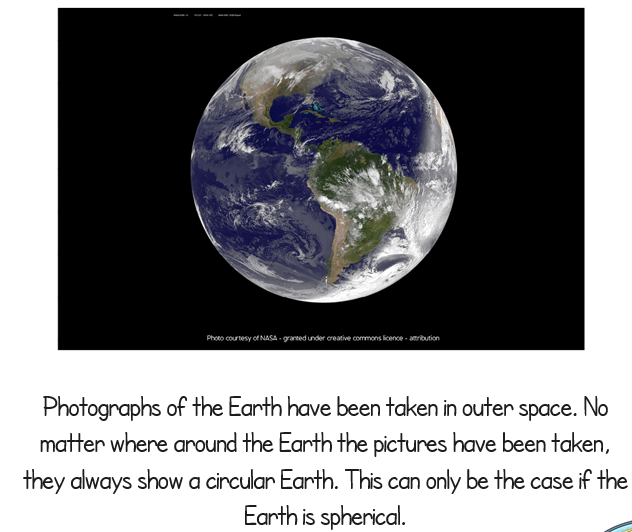 Photo courtesy of NASA - granted under creative commons licence - attribution
Photographs of the Earth have been taken in outer space. No
matter where around the Earth the pictures have been taken,
they always show a circular Earth. This can only be the case if the
Earth is spherical.